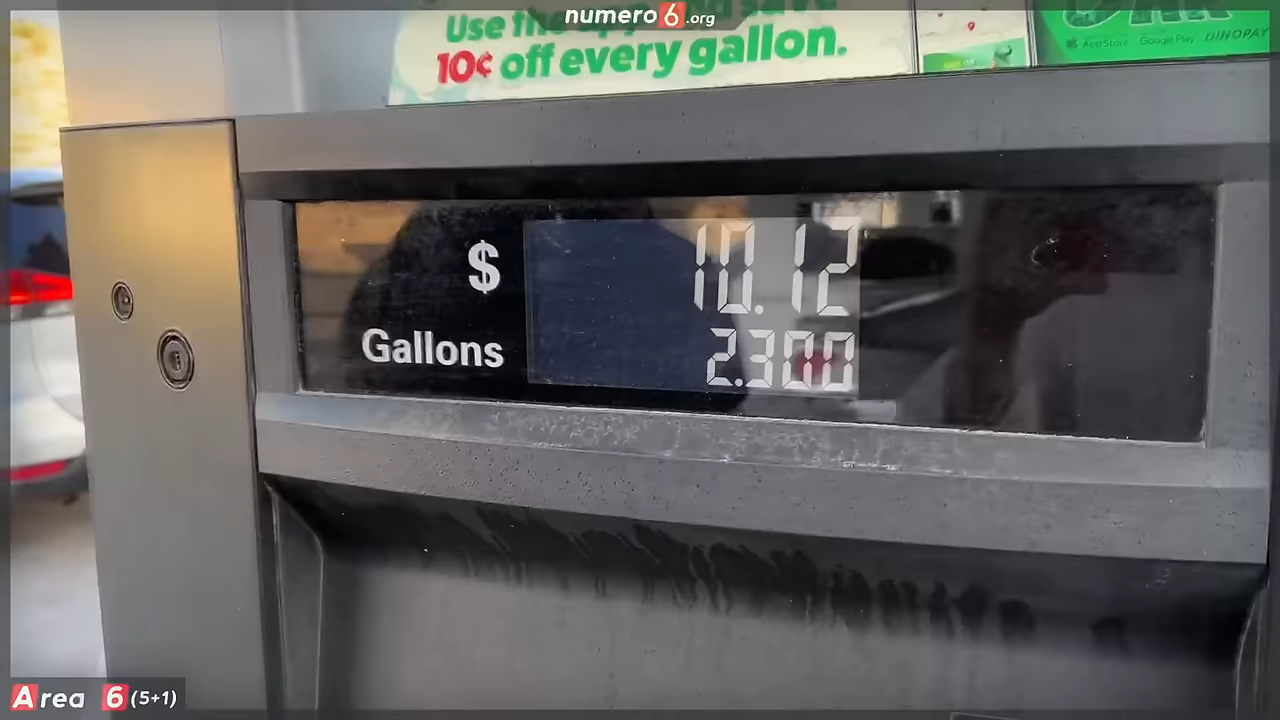 numero6.org
Use the
save
10¢ off every gallon.
App Store Google Play DINOPAY
$ 10.12
Gallons 2.300
Area 6 (5+1)